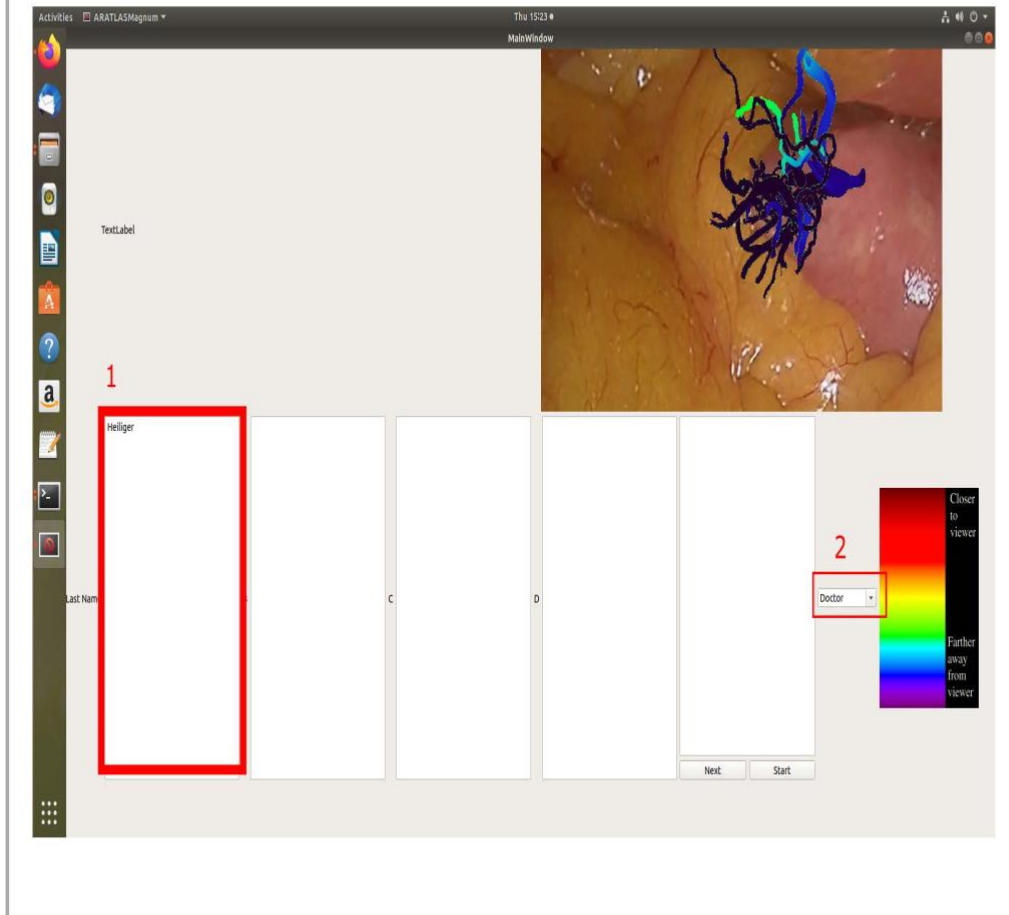 Activities ARATLASMagnum Thu 15:23
MainWindow
TextLabel
1
Heiliger
2
Last Nam
C
D
Doctor
Closer
to
viewer
Farther
away
from
viewer
Next Start